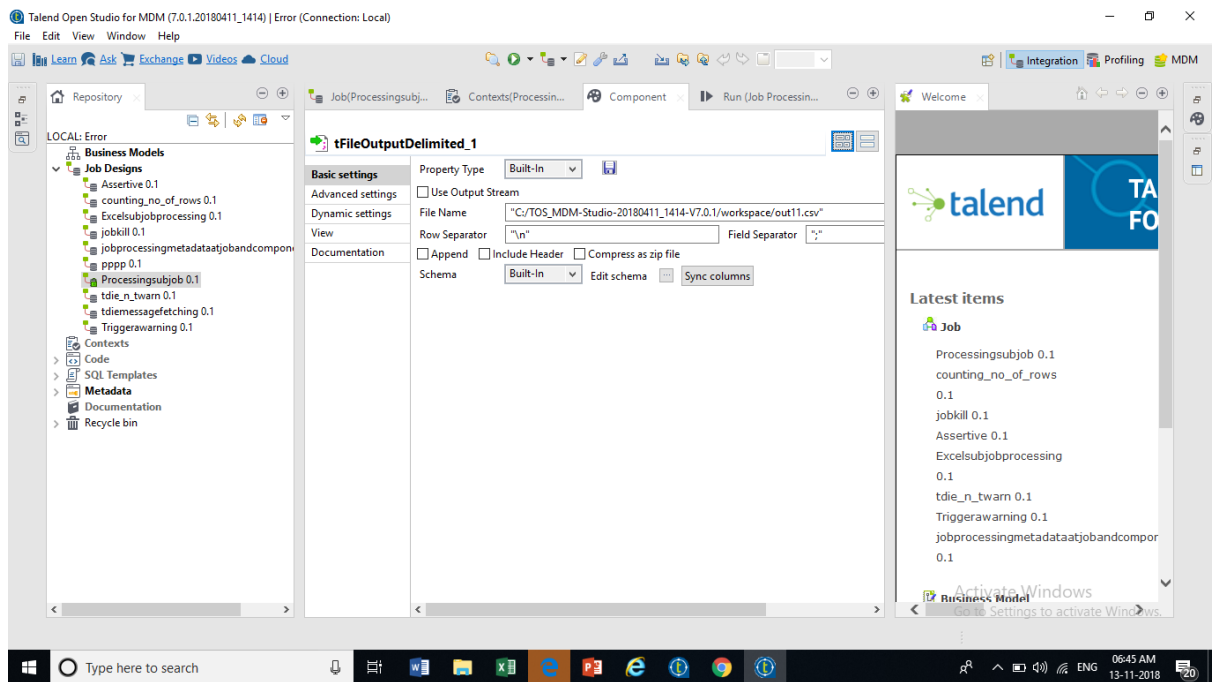 Talend Open Studio for MDM (7.0.1.20180411_1414) | Error (Connection: Local)
File Edit View Window Help
Learn Ask Exchange Videos Cloud
Integration Profiling MDM
Repository
Job(Processingsubj... Contexts(Processin... Component Run (Job Processin...
Welcome
LOCAL: Error
Business Models
Job Designs
Assertive 0.1
counting_no_of_rows 0.1
Excelsubjobprocessing 0.1
jobkill 0.1
jobprocessingmetadataatjobandcompon
pppp 0.1
Processingsubjob 0.1
tdie_n_twarn 0.1
tdiemessagefetching 0.1
Triggerawarning 0.1
Contexts
Code
SQL Templates
Metadata
Documentation
Recycle bin
tFileOutputDelimited_1
Basic settings
Advanced settings
Dynamic settings
View
Documentation
Property Type Built-In
Use Output Stream
File Name "C:/TOS_MDM-Studio-20180411_1414-V7.0.1/workspace/out11.csv"
Row Separator "\n" Field Separator ";"
Append Include Header Compress as zip file
Schema Built-In Edit schema ... Sync columns
talend
TA
FO
Latest items
Job
Processingsubjob 0.1
counting_no_of_rows
0.1
jobkill 0.1
Assertive 0.1
Excelsubjobprocessing
0.1
tdie_n_twarn 0.1
Triggerawarning 0.1
jobprocessingmetadataatjobandcompor
0.1
Business Model
Activate Windows
Go to Settings to activate Windows.
Type here to search
ENG
06:45 AM
13-11-2018
20